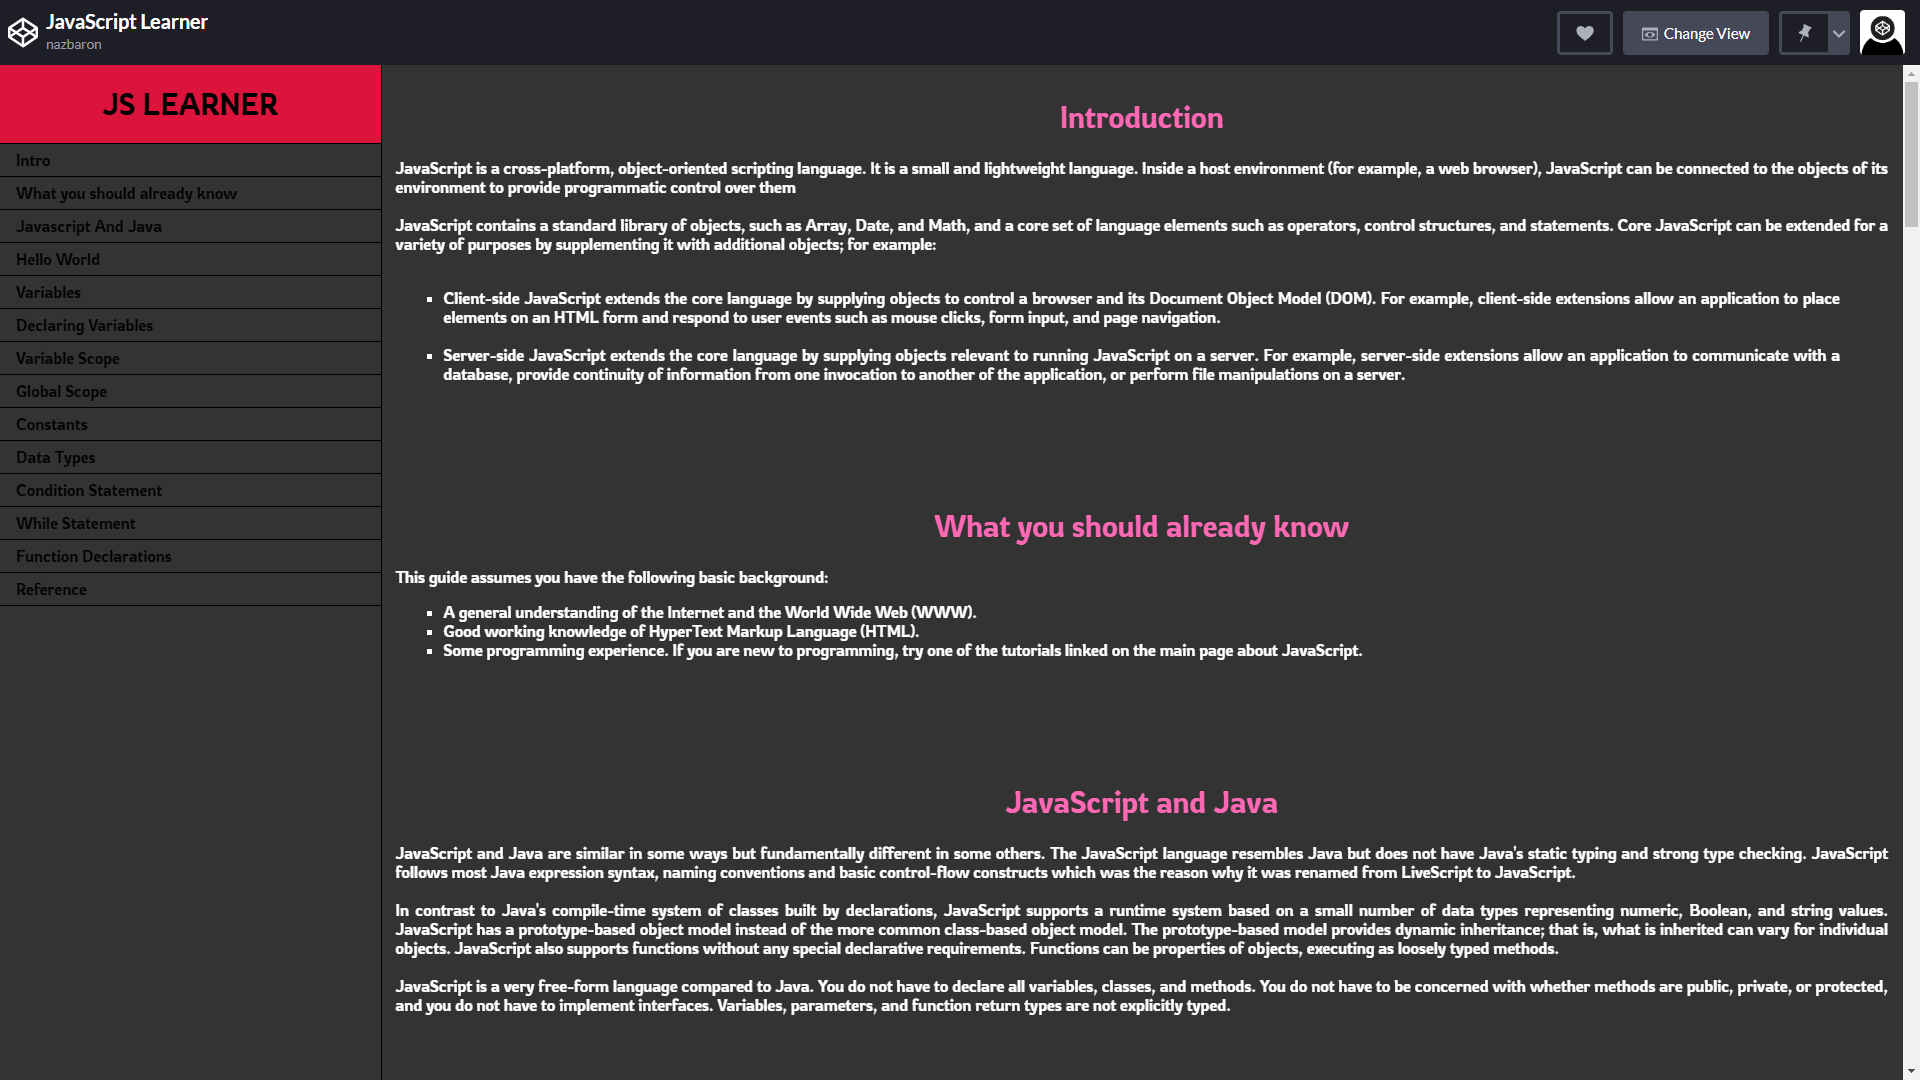 JavaScript Learner
nazbaron
Change View
JS LEARNER
Intro
What you should already know
Javascript And Java
Hello World
Variables
Declaring Variables
Variable Scope
Global Scope
Constants
Data Types
Condition Statement
While Statement
Function Declarations
Reference
Introduction
JavaScript is a cross-platform, object-oriented scripting language. It is a small and lightweight language. Inside a host environment (for example, a web browser), JavaScript can be connected to the objects of its
environment to provide programmatic control over them
JavaScript contains a standard library of objects, such as Array, Date, and Math, and a core set of language elements such as operators, control structures, and statements. Core JavaScript can be extended for a
variety of purposes by supplementing it with additional objects; for example:
Client-side JavaScript extends the core language by supplying objects to control a browser and its Document Object Model (DOM). For example, client-side extensions allow an application to place
elements on an HTML form and respond to user events such as mouse clicks, form input, and page navigation.
Server-side JavaScript extends the core language by supplying objects relevant to running JavaScript on a server. For example, server-side extensions allow an application to communicate with a
database, provide continuity of information from one invocation to another of the application, or perform file manipulations on a server.
What you should already know
This guide assumes you have the following basic background:
A general understanding of the Internet and the World Wide Web (WWW).
Good working knowledge of HyperText Markup Language (HTML).
Some programming experience. If you are new to programming, try one of the tutorials linked on the main page about JavaScript.
JavaScript and Java
JavaScript and Java are similar in some ways but fundamentally different in some others. The JavaScript language resembles Java but does not have Java's static typing and strong type checking. JavaScript
follows most Java expression syntax, naming conventions and basic control-flow constructs which was the reason why it was renamed from LiveScript to JavaScript.
In contrast to Java's compile-time system of classes built by declarations, JavaScript supports a runtime system based on a small number of data types representing numeric, Boolean, and string values.
JavaScript has a prototype-based object model instead of the more common class-based object model. The prototype-based model provides dynamic inheritance; that is, what is inherited can vary for individual
objects. JavaScript also supports functions without any special declarative requirements. Functions can be properties of objects, executing as loosely typed methods.
JavaScript is a very free-form language compared to Java. You do not have to declare all variables, classes, and methods. You do not have to be concerned with whether methods are public, private, or protected,
and you do not have to implement interfaces. Variables, parameters, and function return types are not explicitly typed.